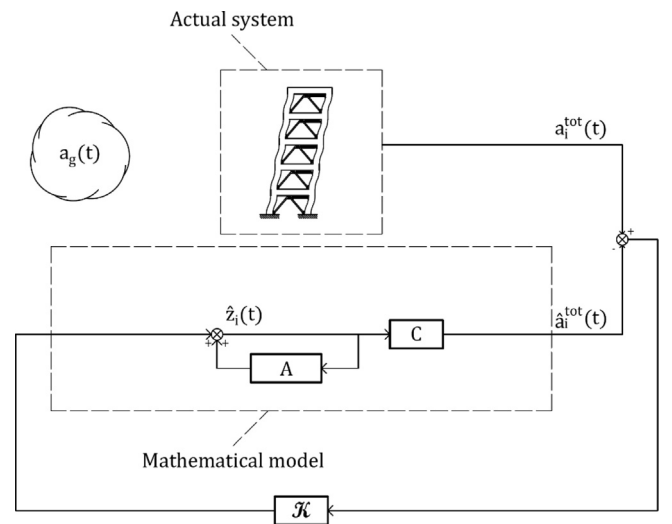 Actual system
a_g(t)
a_i^tot(t)
+
-
ẑ_i(t)
â_i^tot(t)
C
+ +
A
Mathematical model
𝒦